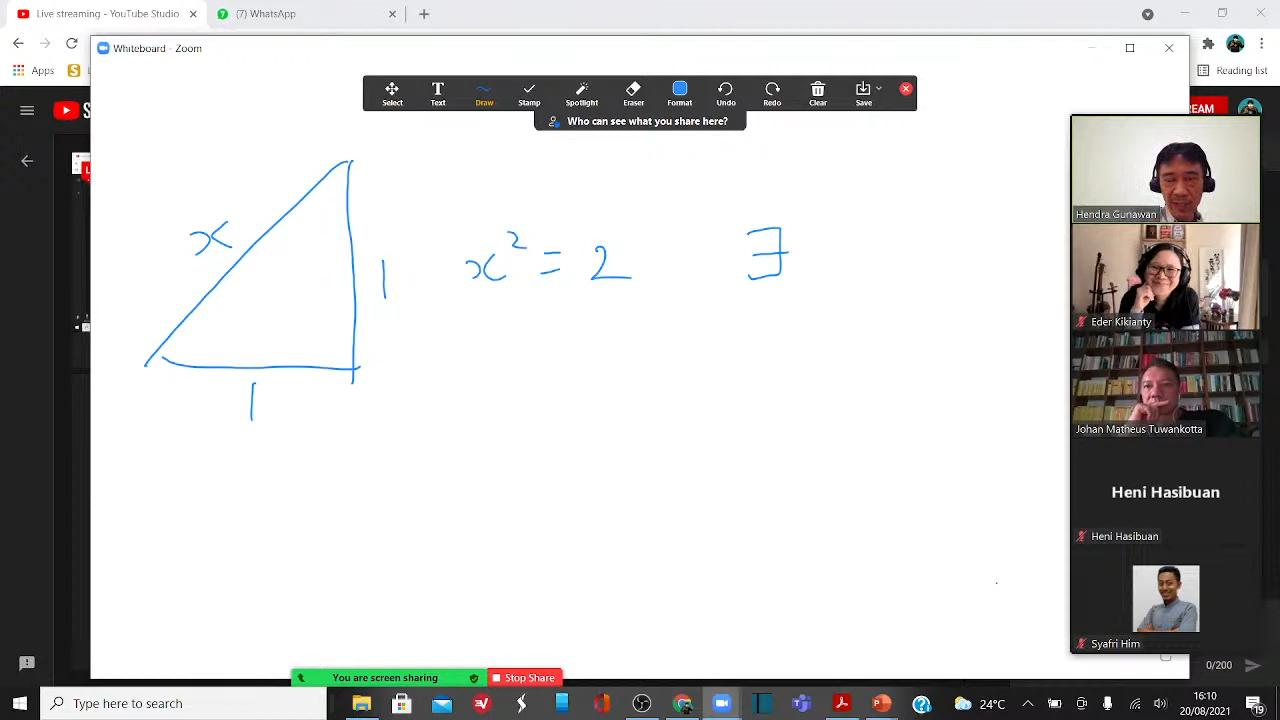 Live streaming - YouTube Studio
(7) WhatsApp
Apps
Reading list
Whiteboard - Zoom
Select
Text
Draw
Stamp
Spotlight
Eraser
Format
Undo
Redo
Clear
Save
Who can see what you share here?
x
1
1
x² = 2
∃
Hendra Gunawan
Eder Kikianty
Johan Matheus Tuwankotta
Heni Hasibuan
Heni Hasibuan
Syafri Him
0/200
You are screen sharing
Stop Share
Type here to search
24°C
16:10
20/08/2021
19